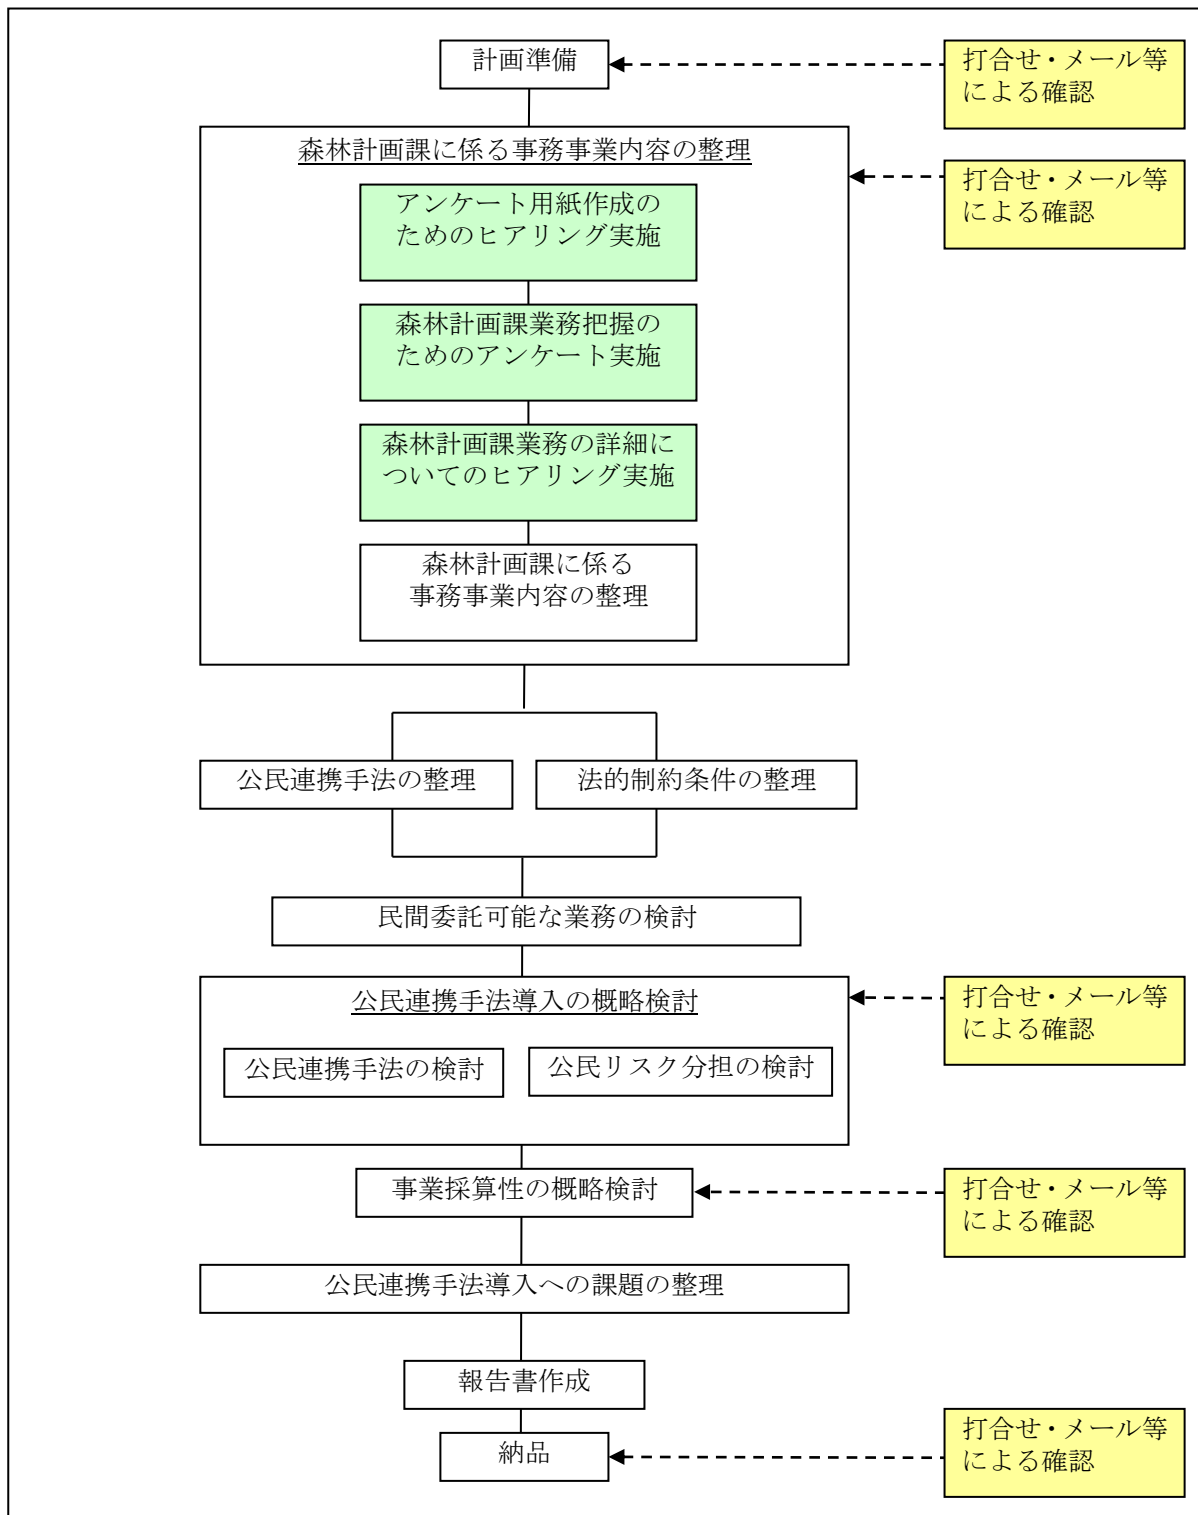 計画準備
打合せ・メール等
による確認
森林計画課に係る事務事業内容の整理
打合せ・メール等
による確認
アンケート用紙作成の
ためのヒアリング実施
森林計画課業務把握の
ためのアンケート実施
森林計画課業務の詳細に
ついてのヒアリング実施
森林計画課に係る
事務事業内容の整理
公民連携手法の整理
法的制約条件の整理
民間委託可能な業務の検討
公民連携手法導入の概略検討
打合せ・メール等
による確認
公民連携手法の検討
公民リスク分担の検討
事業採算性の概略検討
打合せ・メール等
による確認
公民連携手法導入への課題の整理
報告書作成
納品
打合せ・メール等
による確認